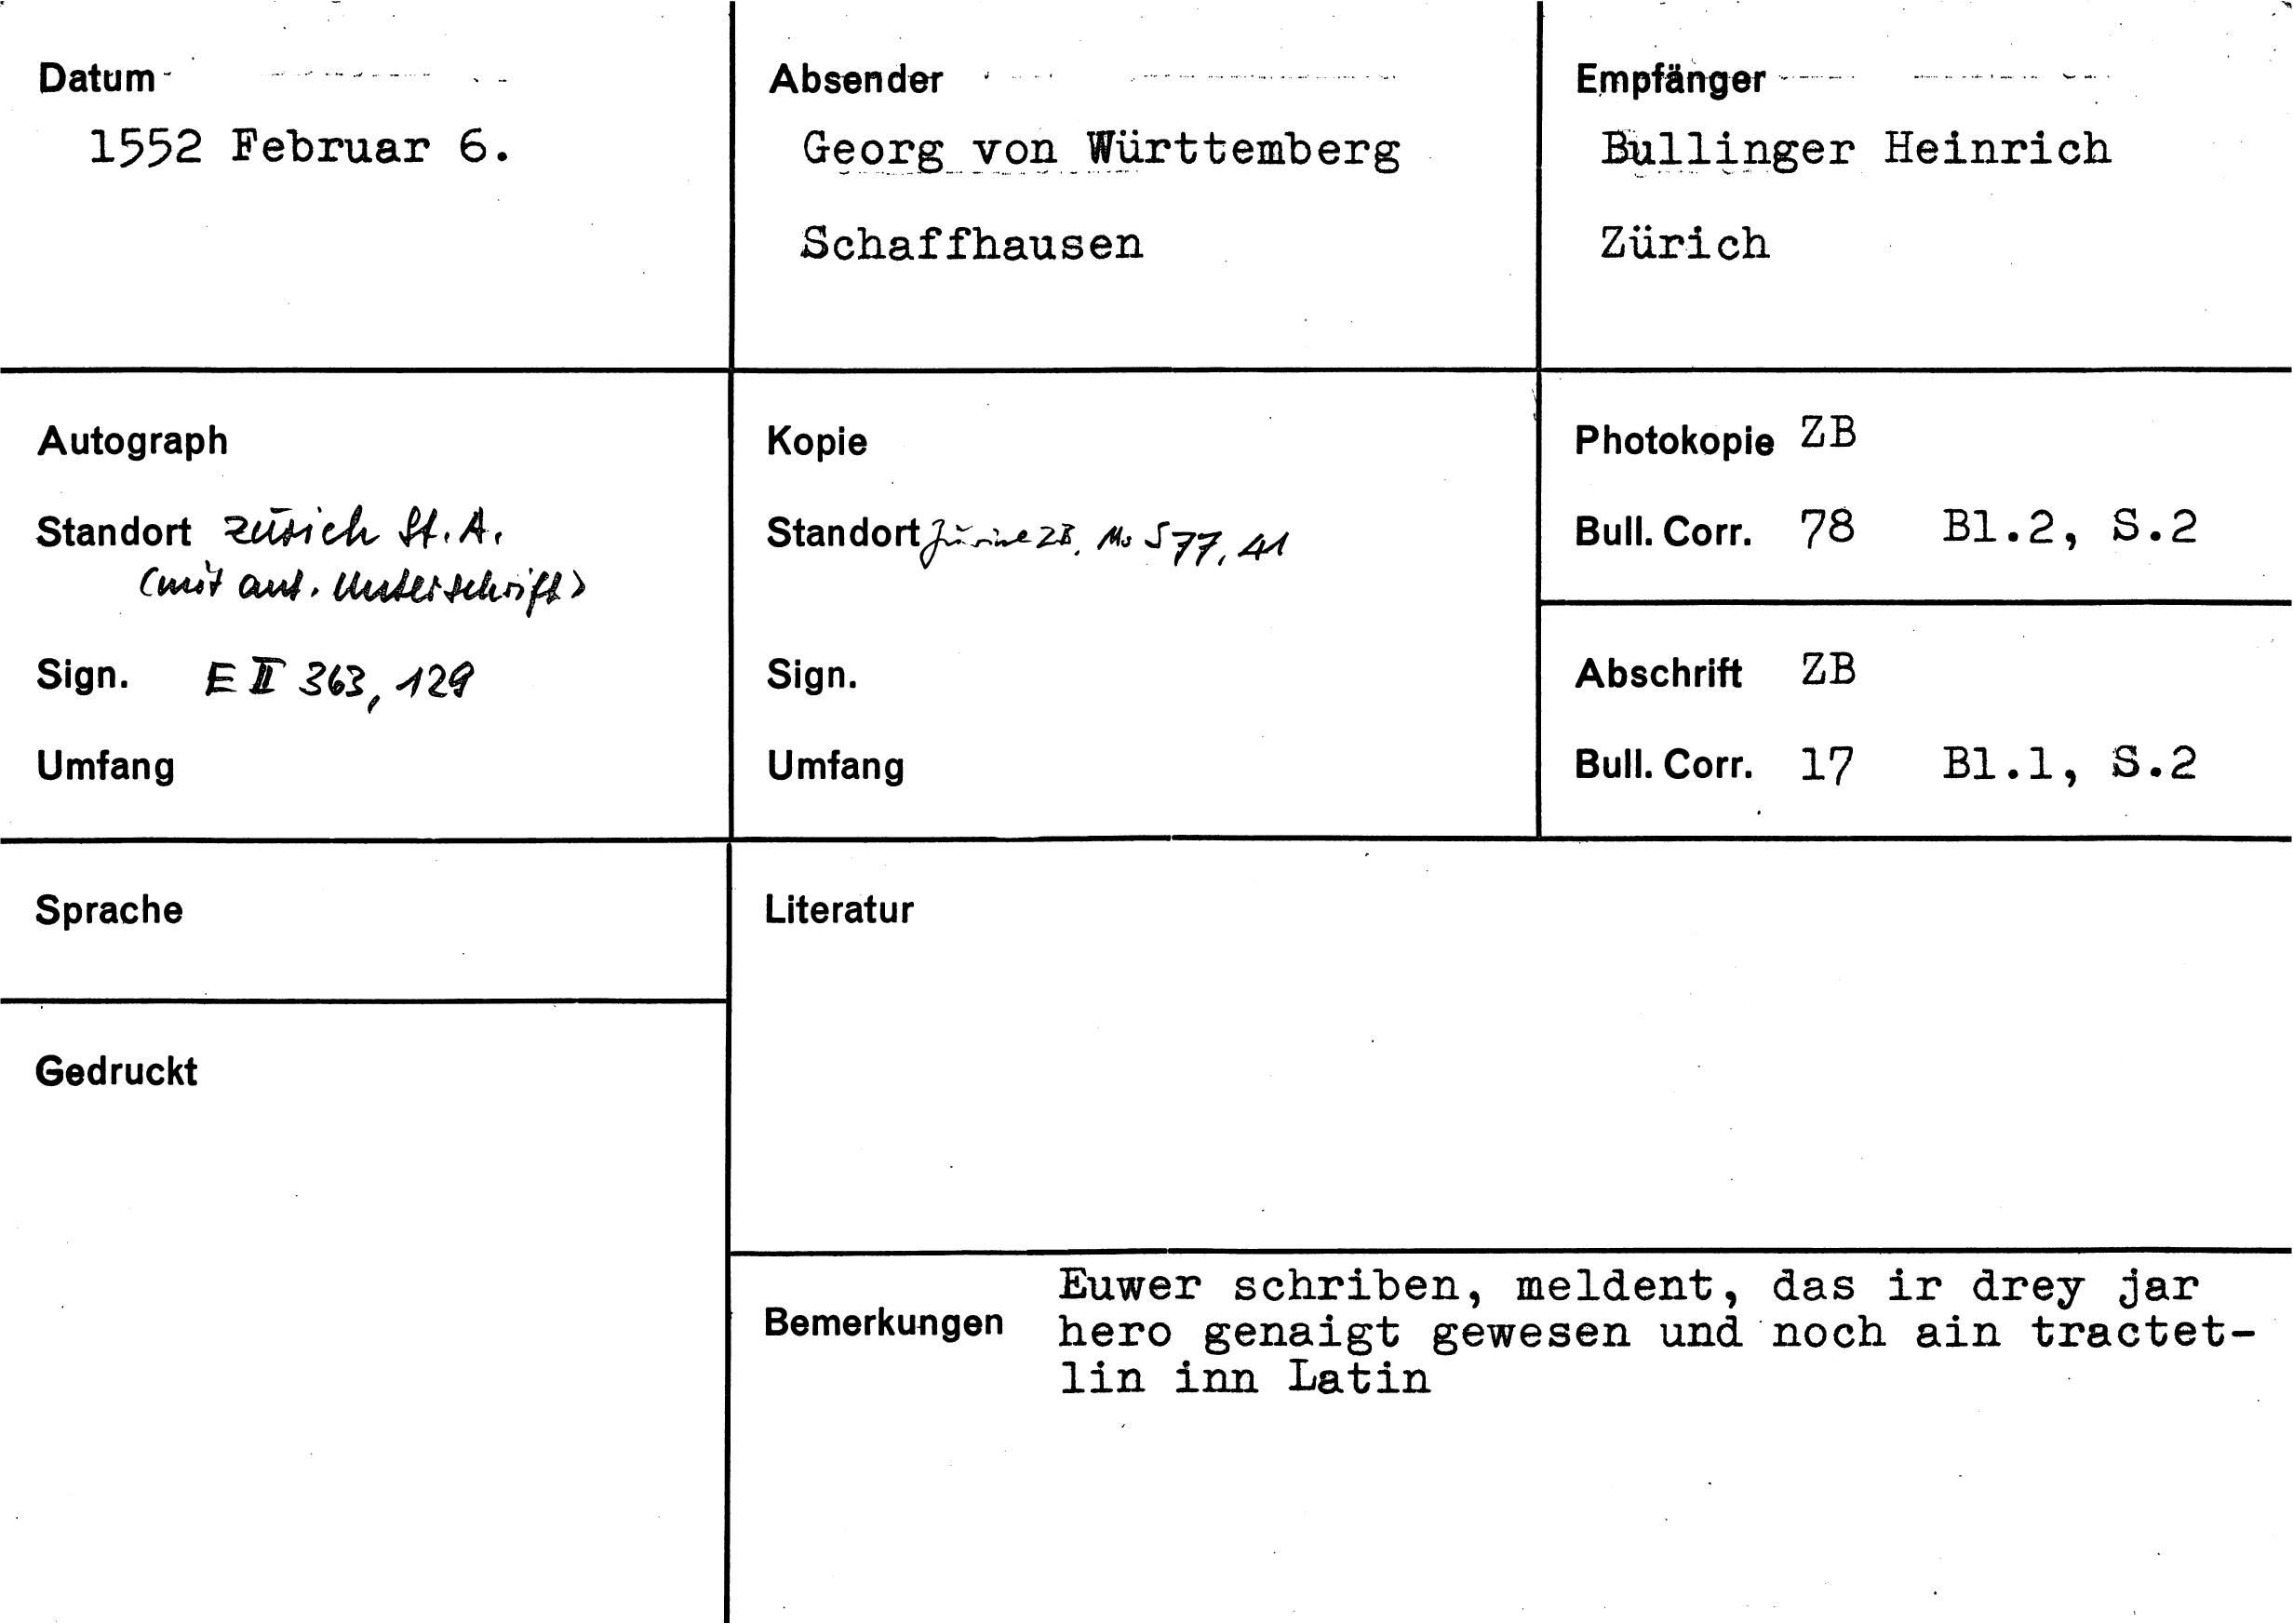 Datum
1552 Februar 6.
Absender
Georg von Württemberg
Schaffhausen
Empfänger
Bullinger Heinrich
Zürich
Autograph
Standort Zürich St.A.
(mit aut. Unterschrift)
Sign. E II 363, 129
Umfang
Kopie
Standort Zürich ZB, Ms S 77, 41
Sign.
Umfang
Photokopie ZB
Bull. Corr. 78 Bl.2, S.2
Abschrift ZB
Bull. Corr. 17 Bl.1, S.2
Sprache
Gedruckt
Literatur
Bemerkungen
Euwer schriben, meldent, das ir drey jar
hero genaigt gewesen und noch ain tractet-
lin inn Latin